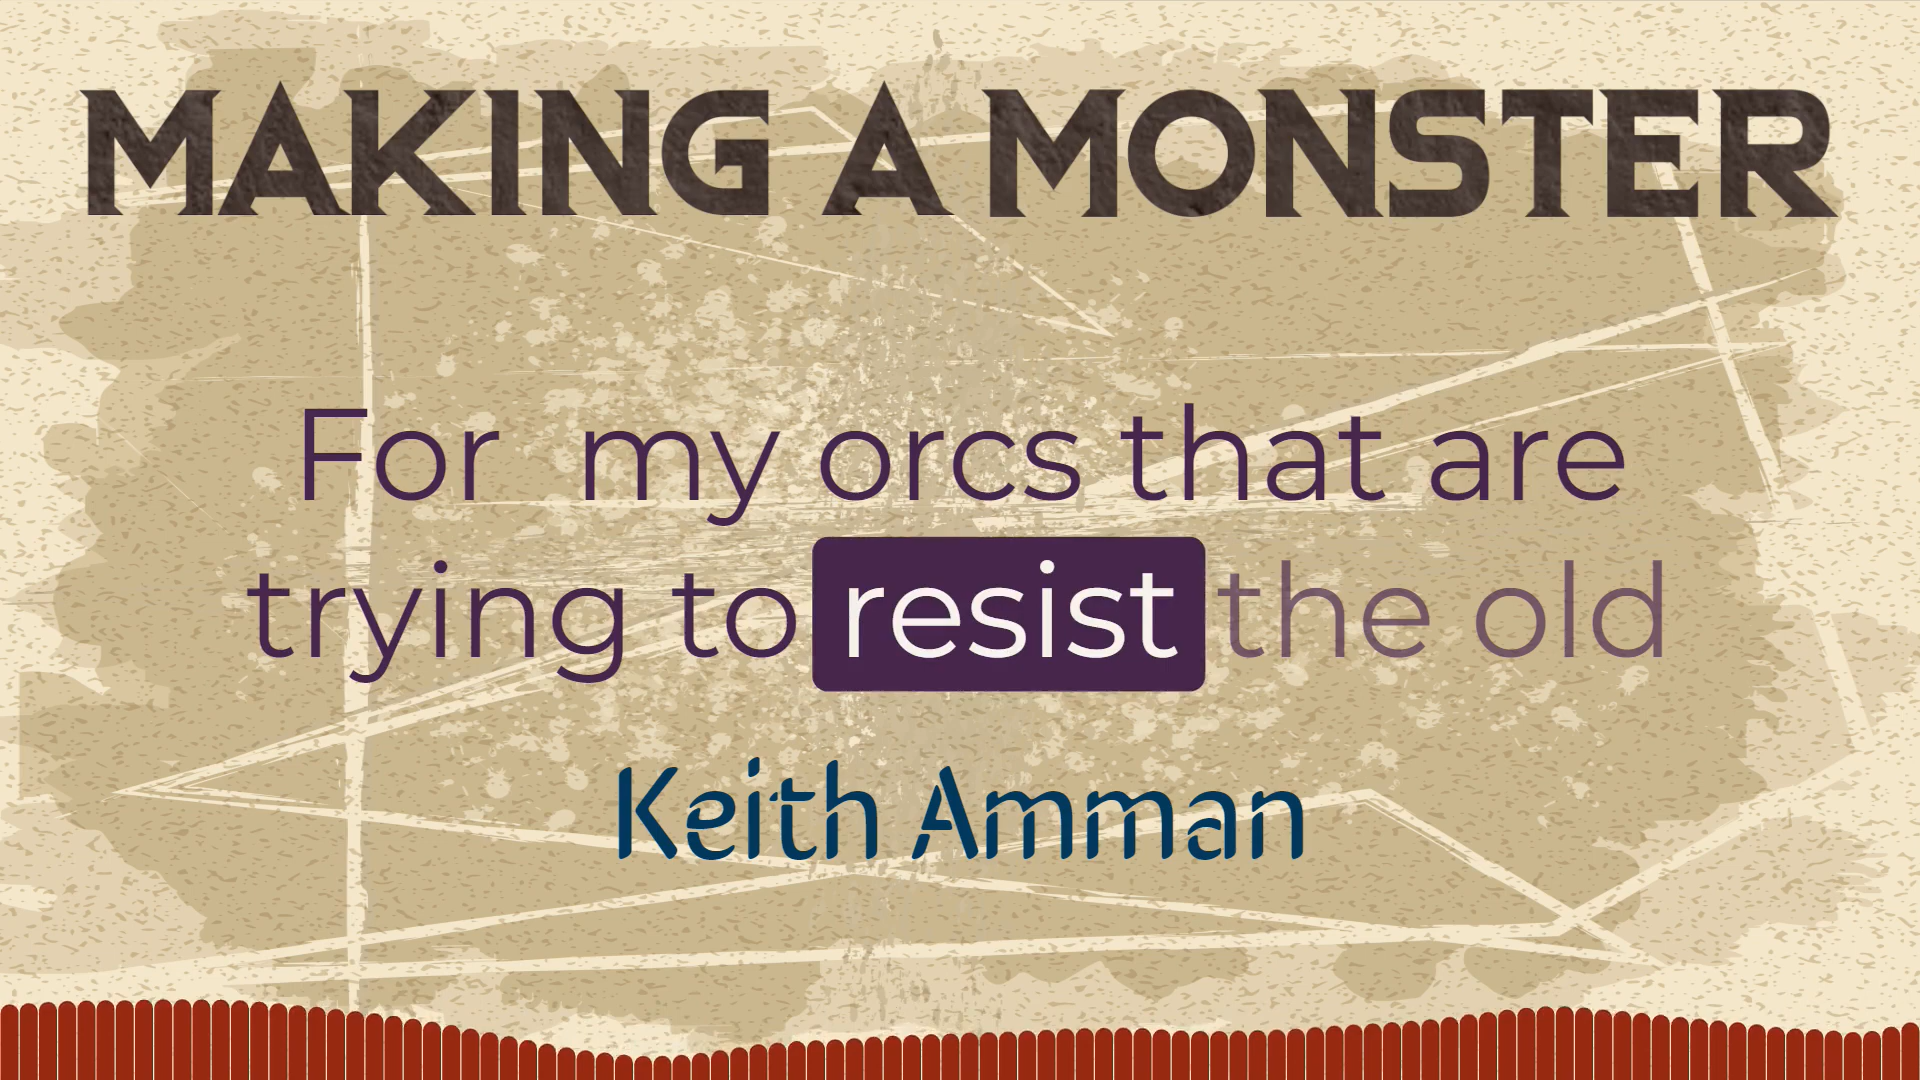 MAKING A MONSTER
For my orcs that are
trying to resist the old
Keith Amman